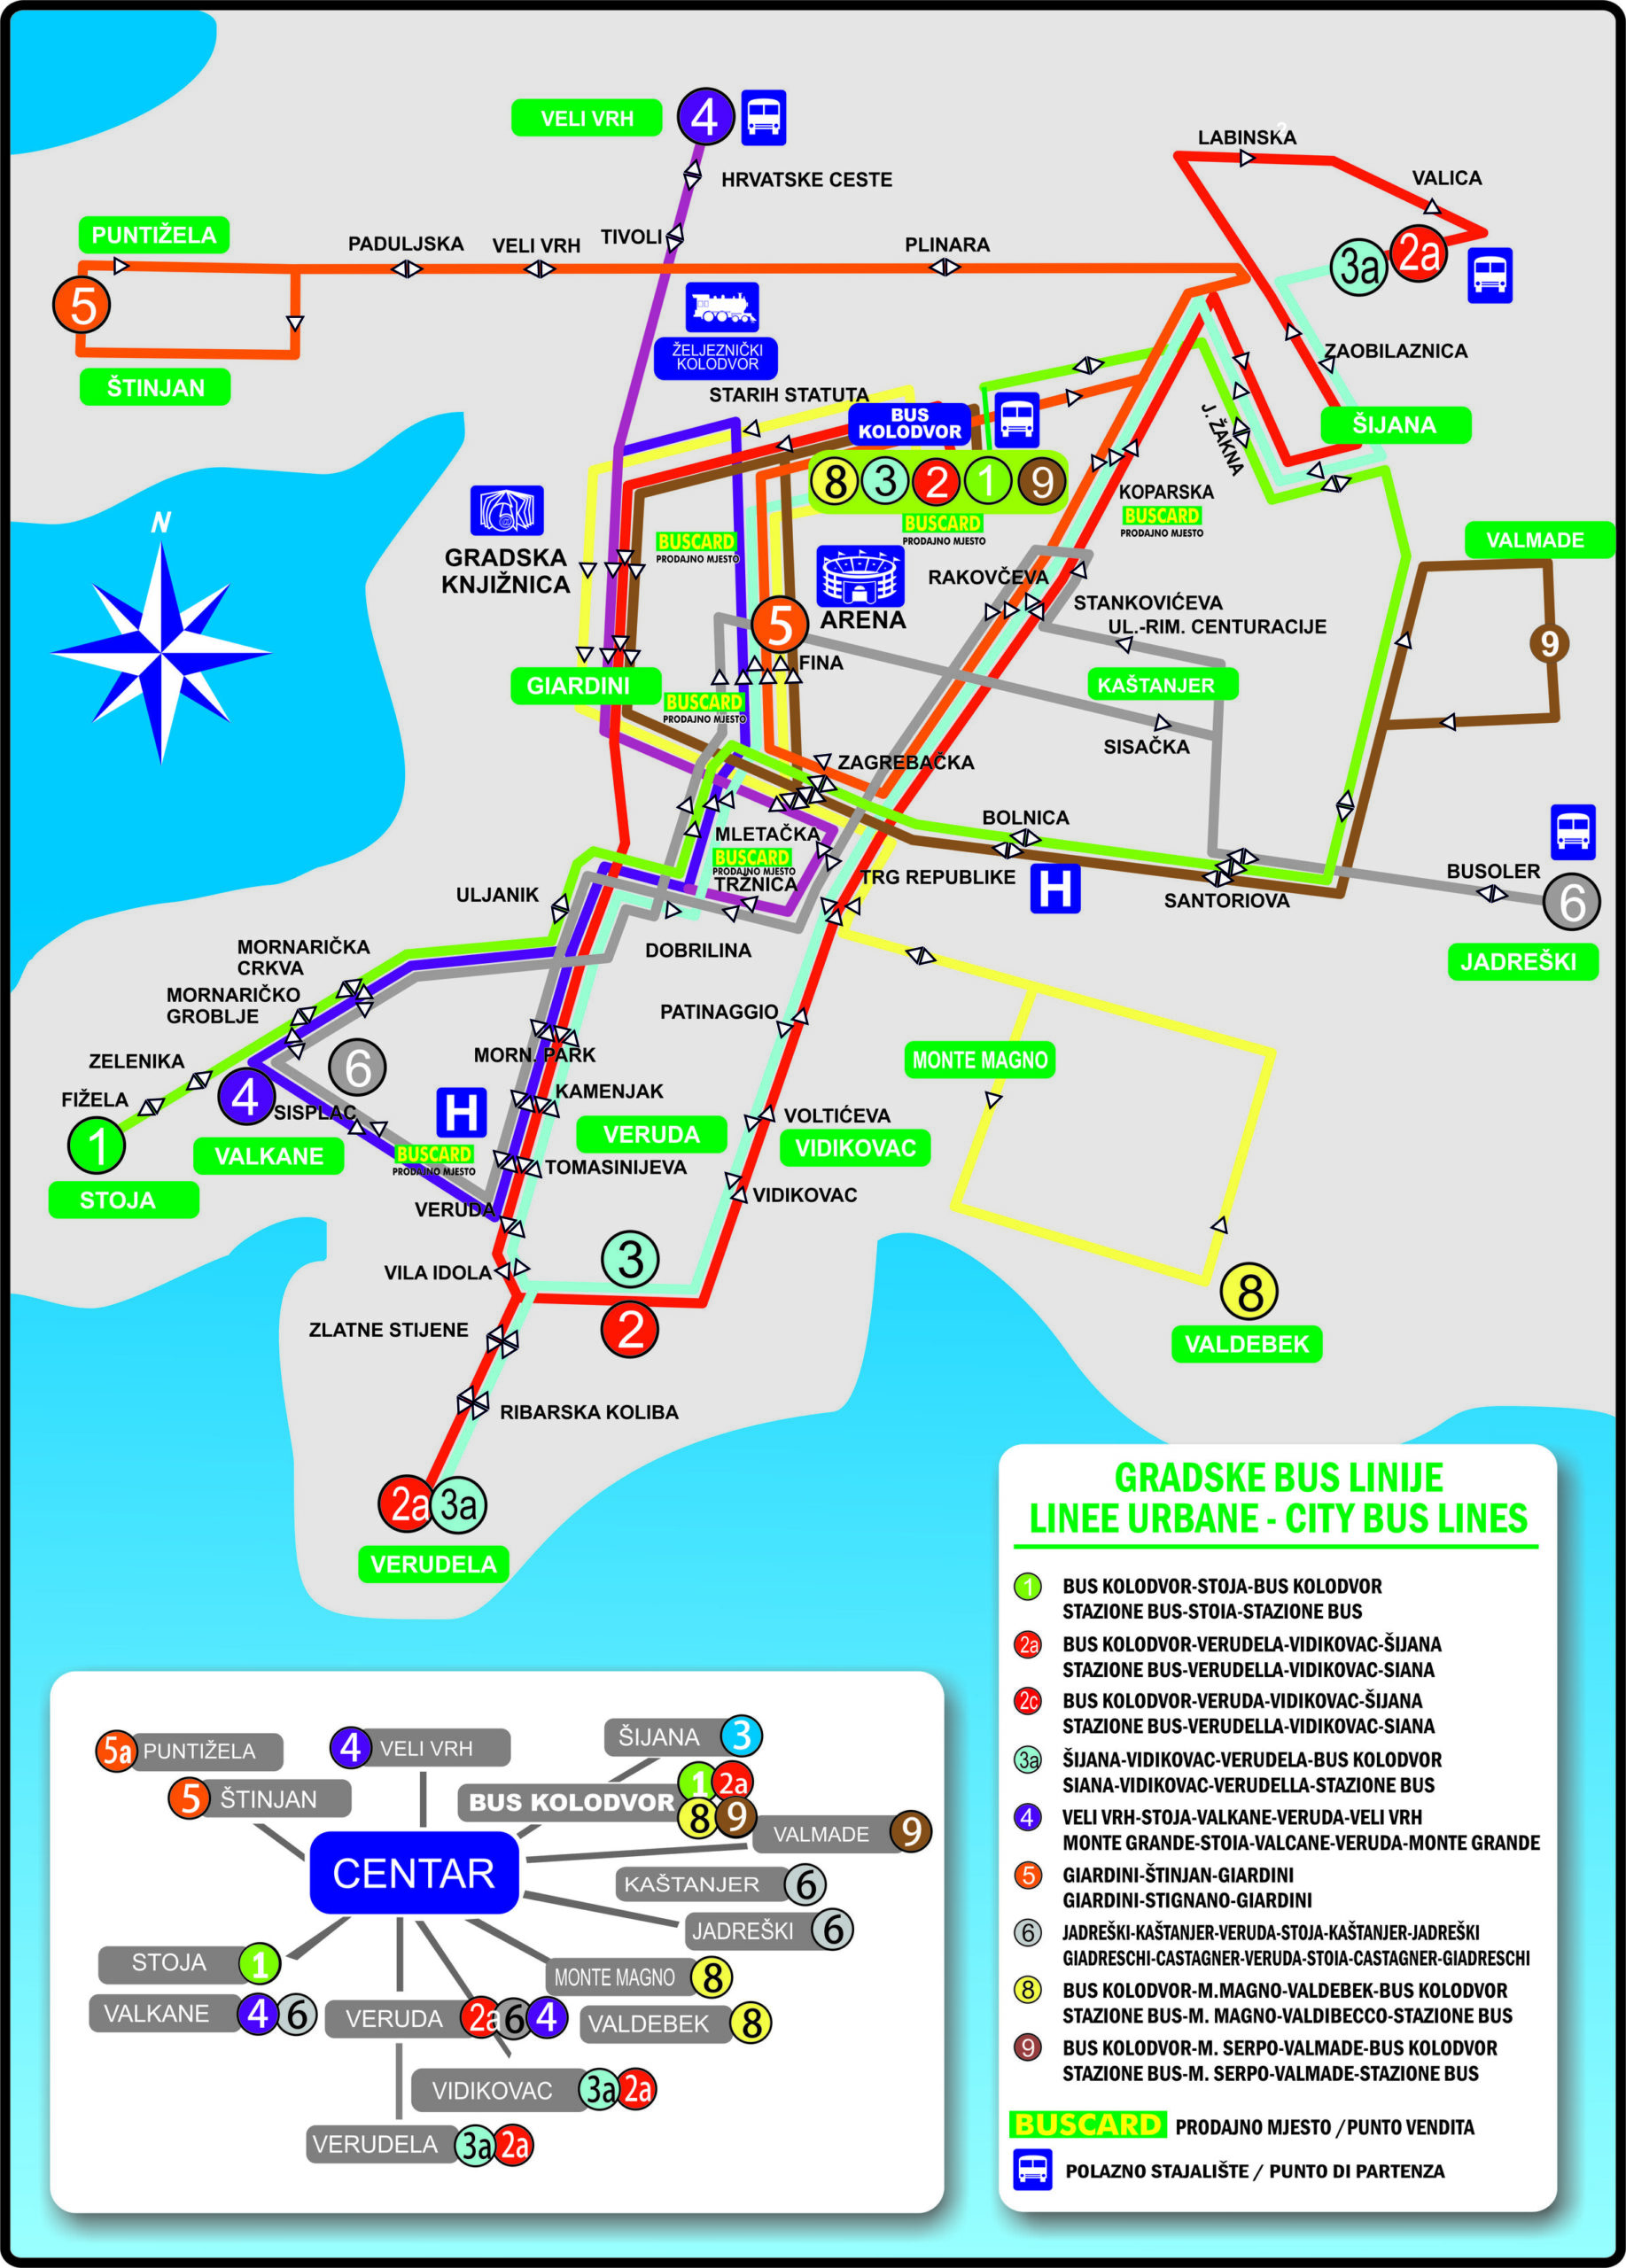 VELI VRH
4
HRVATSKE CESTE
LABINSKA
?
VALICA
PUNTIŽELA
PADULJSKA
VELI VRH
TIVOLI
PLINARA
3a
2a
5
ŽELJEZNIČKI
KOLODVOR
ZAOBILAZNICA
ŠTINJAN
STARIH STATUTA
BUS
KOLODVOR
J. ŽAKNA
ŠIJANA
8
3
2
1
9
KOPARSKA
BUSCARD
PRODAJNO MJESTO
BUSCARD
PRODAJNO MJESTO
BUSCARD
PRODAJNO MJESTO
N
GRADSKA
KNJIŽNICA
VALMADE
RAKOVČEVA
ARENA
5
STANKOVIĆEVA
UL.-RIM. CENTURACIJE
9
FINA
GIARDINI
BUSCARD
PRODAJNO MJESTO
KAŠTANJER
SISAČKA
ZAGREBAČKA
MLETAČKA
BUSCARD
PRODAJNO MJESTO
TRŽNICA
BOLNICA
TRG REPUBLIKE
H
SANTORIOVA
BUSOLER
6
JADREŠKI
ULJANIK
DOBRILINA
MORNARIČKA
CRKVA
MORNARIČKO
GROBLJE
PATINAGGIO
ZELENIKA
FIŽELA
6
4
SISPLAC
MORN. PARK
KAMENJAK
H
MONTE MAGNO
1
VALKANE
BUSCARD
PRODAJNO MJESTO
VERUDA
VOLTIĆEVA
VIDIKOVAC
TOMASINIJEVA
STOJA
VERUDA
VIDIKOVAC
VILA IDOLA
3
2
8
ZLATNE STIJENE
VALDEBEK
RIBARSKA KOLIBA
2a
3a
VERUDELA
GRADSKE BUS LINIJE
LINEE URBANE - CITY BUS LINES
1 BUS KOLODVOR-STOJA-BUS KOLODVOR
STAZIONE BUS-STOIA-STAZIONE BUS
2a BUS KOLODVOR-VERUDELA-VIDIKOVAC-ŠIJANA
STAZIONE BUS-VERUDELLA-VIDIKOVAC-SIANA
2c BUS KOLODVOR-VERUDA-VIDIKOVAC-ŠIJANA
STAZIONE BUS-VERUDELLA-VIDIKOVAC-SIANA
3a ŠIJANA-VIDIKOVAC-VERUDELA-BUS KOLODVOR
SIANA-VIDIKOVAC-VERUDELLA-STAZIONE BUS
4 VELI VRH-STOJA-VALKANE-VERUDA-VELI VRH
MONTE GRANDE-STOIA-VALCANE-VERUDA-MONTE GRANDE
5 GIARDINI-ŠTINJAN-GIARDINI
GIARDINI-STIGNANO-GIARDINI
6 JADREŠKI-KAŠTANJER-VERUDA-STOJA-KAŠTANJER-JADREŠKI
GIADRESCHI-CASTAGNER-VERUDA-STOIA-CASTAGNER-GIADRESCHI
8 BUS KOLODVOR-M.MAGNO-VALDEBEK-BUS KOLODVOR
STAZIONE BUS-M. MAGNO-VALDIBECCO-STAZIONE BUS
9 BUS KOLODVOR-M. SERPO-VALMADE-BUS KOLODVOR
STAZIONE BUS-M. SERPO-VALMADE-STAZIONE BUS
BUSCARD PRODAJNO MJESTO /PUNTO VENDITA
POLAZNO STAJALIŠTE / PUNTO DI PARTENZA
5a PUNTIŽELA
4 VELI VRH
ŠIJANA 3
5 ŠTINJAN
BUS KOLODVOR 1 2a 8 9
VALMADE 9
CENTAR
KAŠTANJER 6
JADREŠKI 6
STOJA 1
MONTE MAGNO 8
VALKANE 4 6
VERUDA 2a 6 4
VALDEBEK 8
VIDIKOVAC 3a 2a
VERUDELA 3a 2a